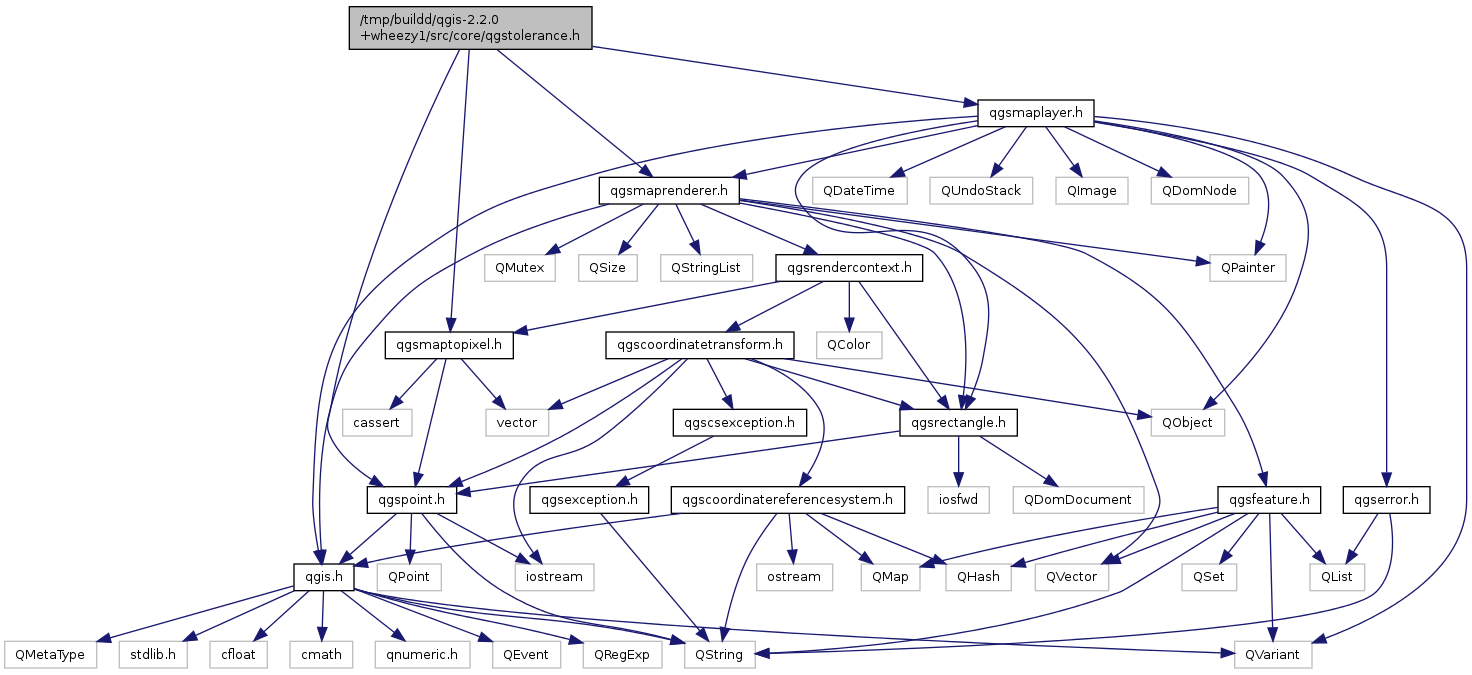 /tmp/buildd/qgis-2.2.0
+wheezy1/src/core/qgstolerance.h
qgsmaplayer.h
qgsmaprenderer.h
QDateTime
QUndoStack
QImage
QDomNode
QMutex
QSize
QStringList
qgsrendercontext.h
QPainter
qgsmaptopixel.h
qgscoordinatetransform.h
QColor
cassert
vector
qgscsexception.h
qgsrectangle.h
QObject
qgspoint.h
qgsexception.h
qgscoordinatereferencesystem.h
iosfwd
QDomDocument
qgsfeature.h
qgserror.h
qgis.h
QPoint
iostream
ostream
QMap
QHash
QVector
QSet
QList
QMetaType
stdlib.h
cfloat
cmath
qnumeric.h
QEvent
QRegExp
QString
QVariant